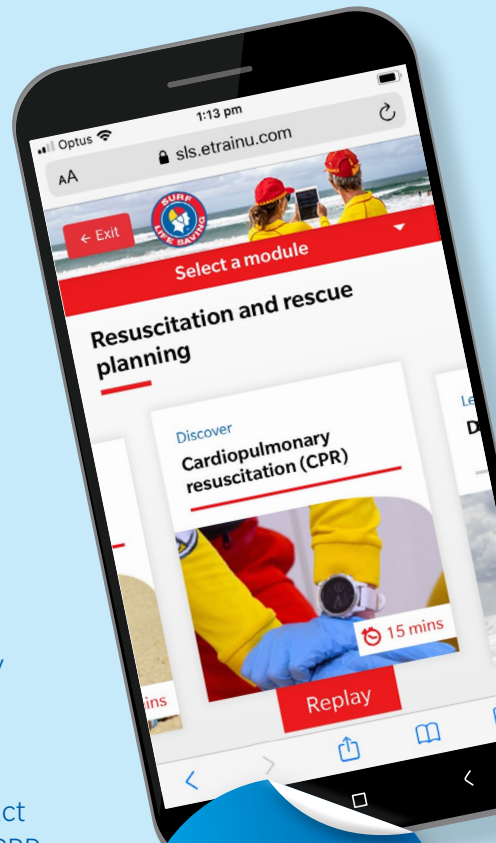 Optus
1:13 pm
AA
sls.etrainu.com
← Exit
SURF
LIFE SAVING
Select a module
Resuscitation and rescue
planning
Discover
Cardiopulmonary
resuscitation (CPR)
15 mins
ins
Replay